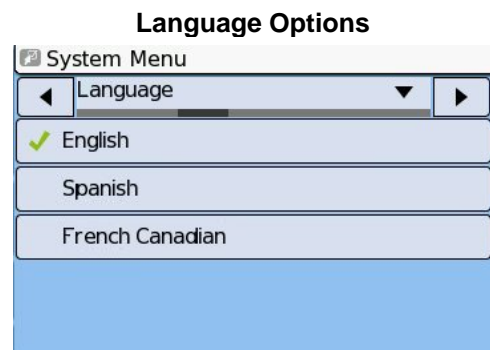 Language Options
System Menu
Language
English
Spanish
French Canadian